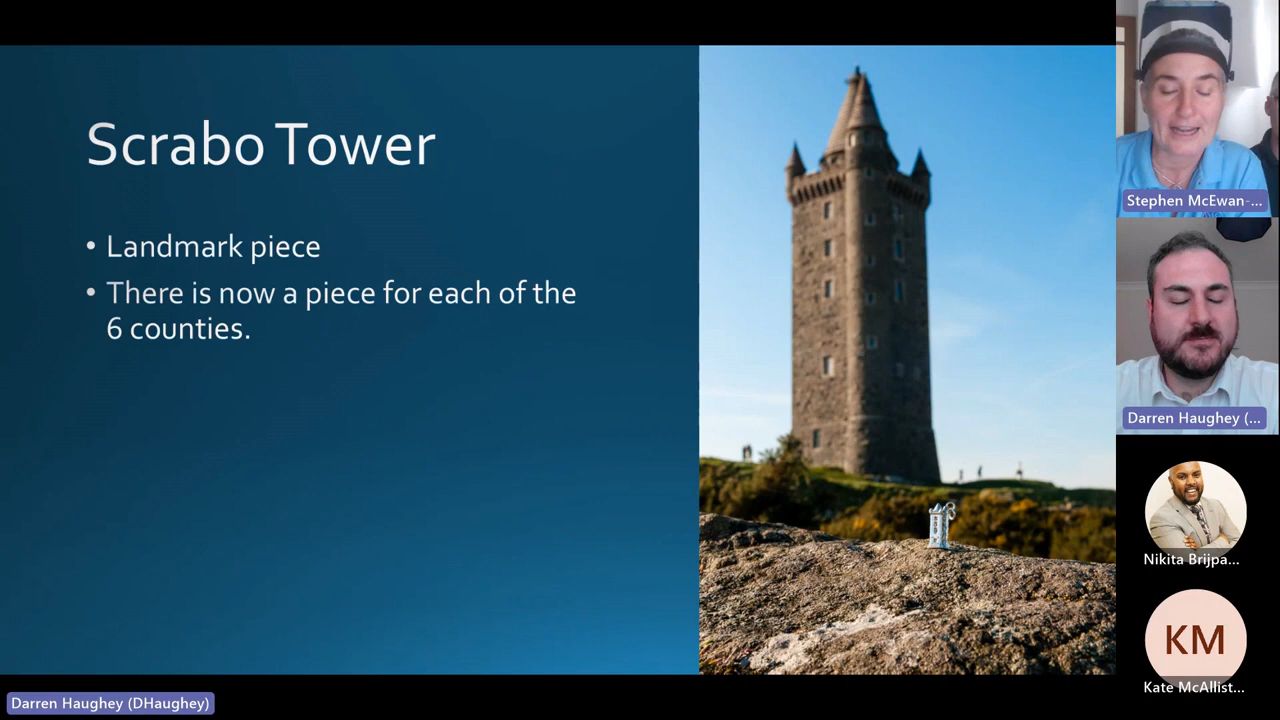 Scrabo Tower
• Landmark piece
• There is now a piece for each of the
6 counties.
Stephen McEwan-...
Darren Haughey (...
Nikita Brijpa...
KM
Kate McAllist...
Darren Haughey (DHaughey)